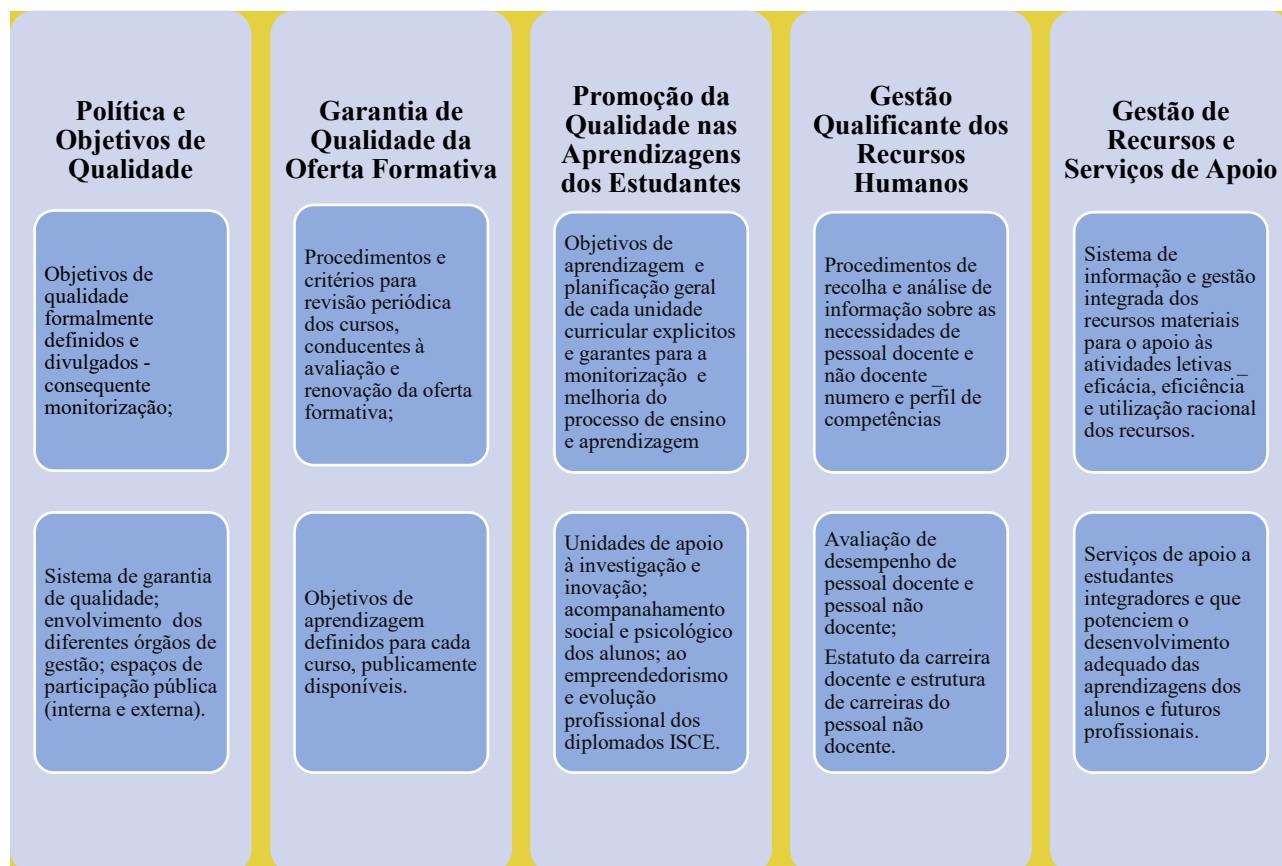 Política e
Objetivos de
Qualidade
Objetivos de
qualidade
formalmente
definidos e
divulgados -
consequente
monitorização;
Sistema de garantia
de qualidade;
envolvimento dos
diferentes órgãos de
gestão; espaços de
participação pública
(interna e externa).
Garantia de
Qualidade da
Oferta Formativa
Procedimentos e
critérios para
revisão periódica
dos cursos,
conducentes à
avaliação e
renovação da oferta
formativa;
Objetivos de
aprendizagem
definidos para cada
curso, publicamente
disponíveis.
Promoção da
Qualidade nas
Aprendizagens
dos Estudantes
Objetivos de
aprendizagem e
planificação geral
de cada unidade
curricular explicitos
e garantes para a
monitorização e
melhoria do
processo de ensino
e aprendizagem
Unidades de apoio
à investigação e
inovação;
acompanahamento
social e psicológico
dos alunos; ao
empreendedorismo
e evolução
profissional dos
diplomados ISCE.
Gestão
Qualificante dos
Recursos
Humanos
Procedimentos de
recolha e análise de
informação sobre as
necessidades de
pessoal docente e
não docente _
numero e perfil de
competências
Avaliação de
desempenho de
pessoal docente e
pessoal não
docente;
Estatuto da carreira
docente e estrutura
de carreiras do
pessoal não
docente.
Gestão de
Recursos e
Serviços de Apoio
Sistema de
informação e gestão
integrada dos
recursos materiais
para o apoio às
atividades letivas _
eficácia, eficiência
e utilização racional
dos recursos.
Serviços de apoio a
estudantes
integradores e que
potenciem o
desenvolvimento
adequado das
aprendizagens dos
alunos e futuros
profissionais.